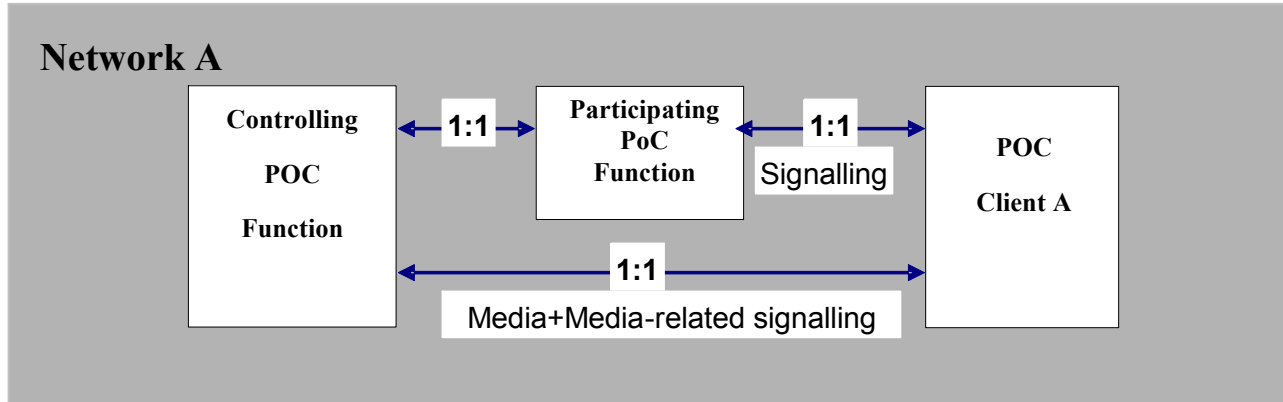 Network A
Controlling
POC
Function
1:1
Participating
PoC
Function
1:1
Signalling
POC
Client A
1:1
Media+Media-related signalling